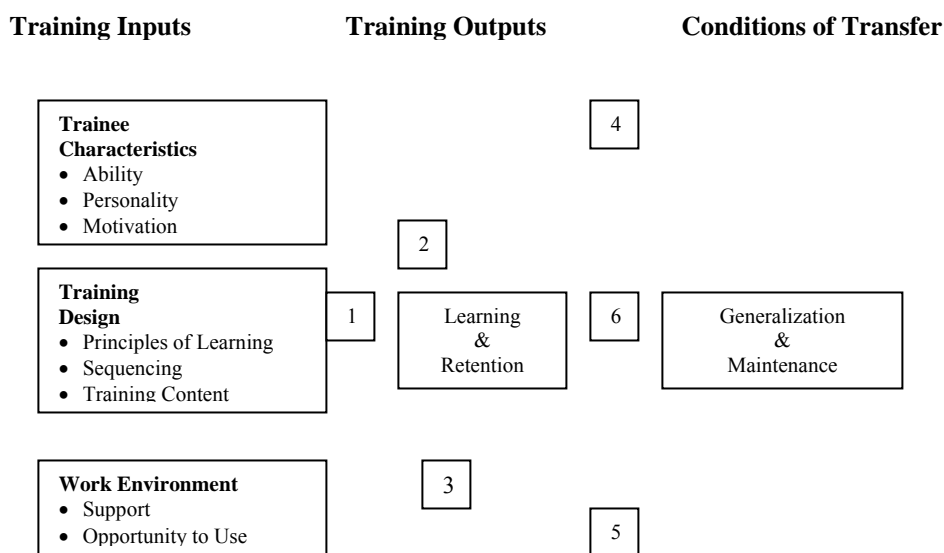 Training Inputs Training Outputs Conditions of Transfer
4
Trainee
Characteristics
• Ability
• Personality
• Motivation
2
Training
Design
• Principles of Learning
• Sequencing
• Training Content
1
Learning
&
Retention
6
Generalization
&
Maintenance
Work Environment
• Support
• Opportunity to Use
3
5